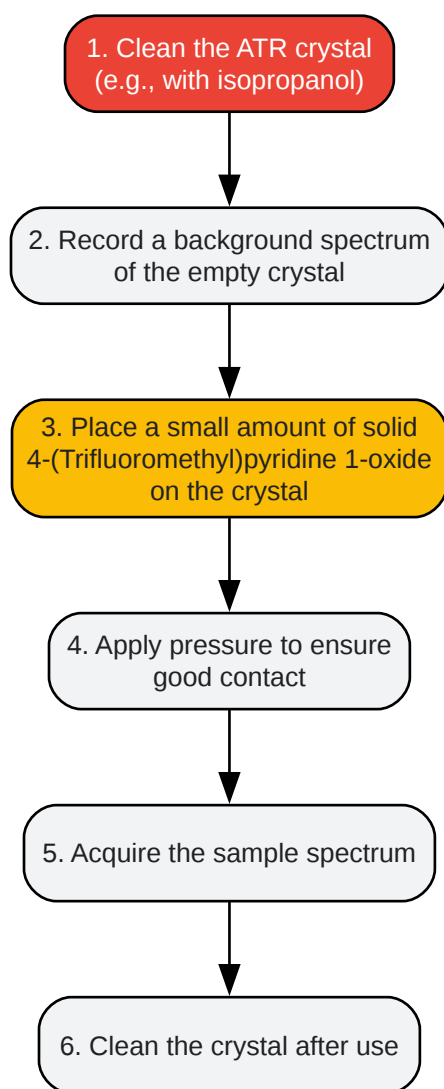 1. Clean the ATR crystal
(e.g., with isopropanol)
2. Record a background spectrum
of the empty crystal
3. Place a small amount of solid
4-(Trifluoromethyl)pyridine 1-oxide
on the crystal
4. Apply pressure to ensure
good contact
5. Acquire the sample spectrum
6. Clean the crystal after use